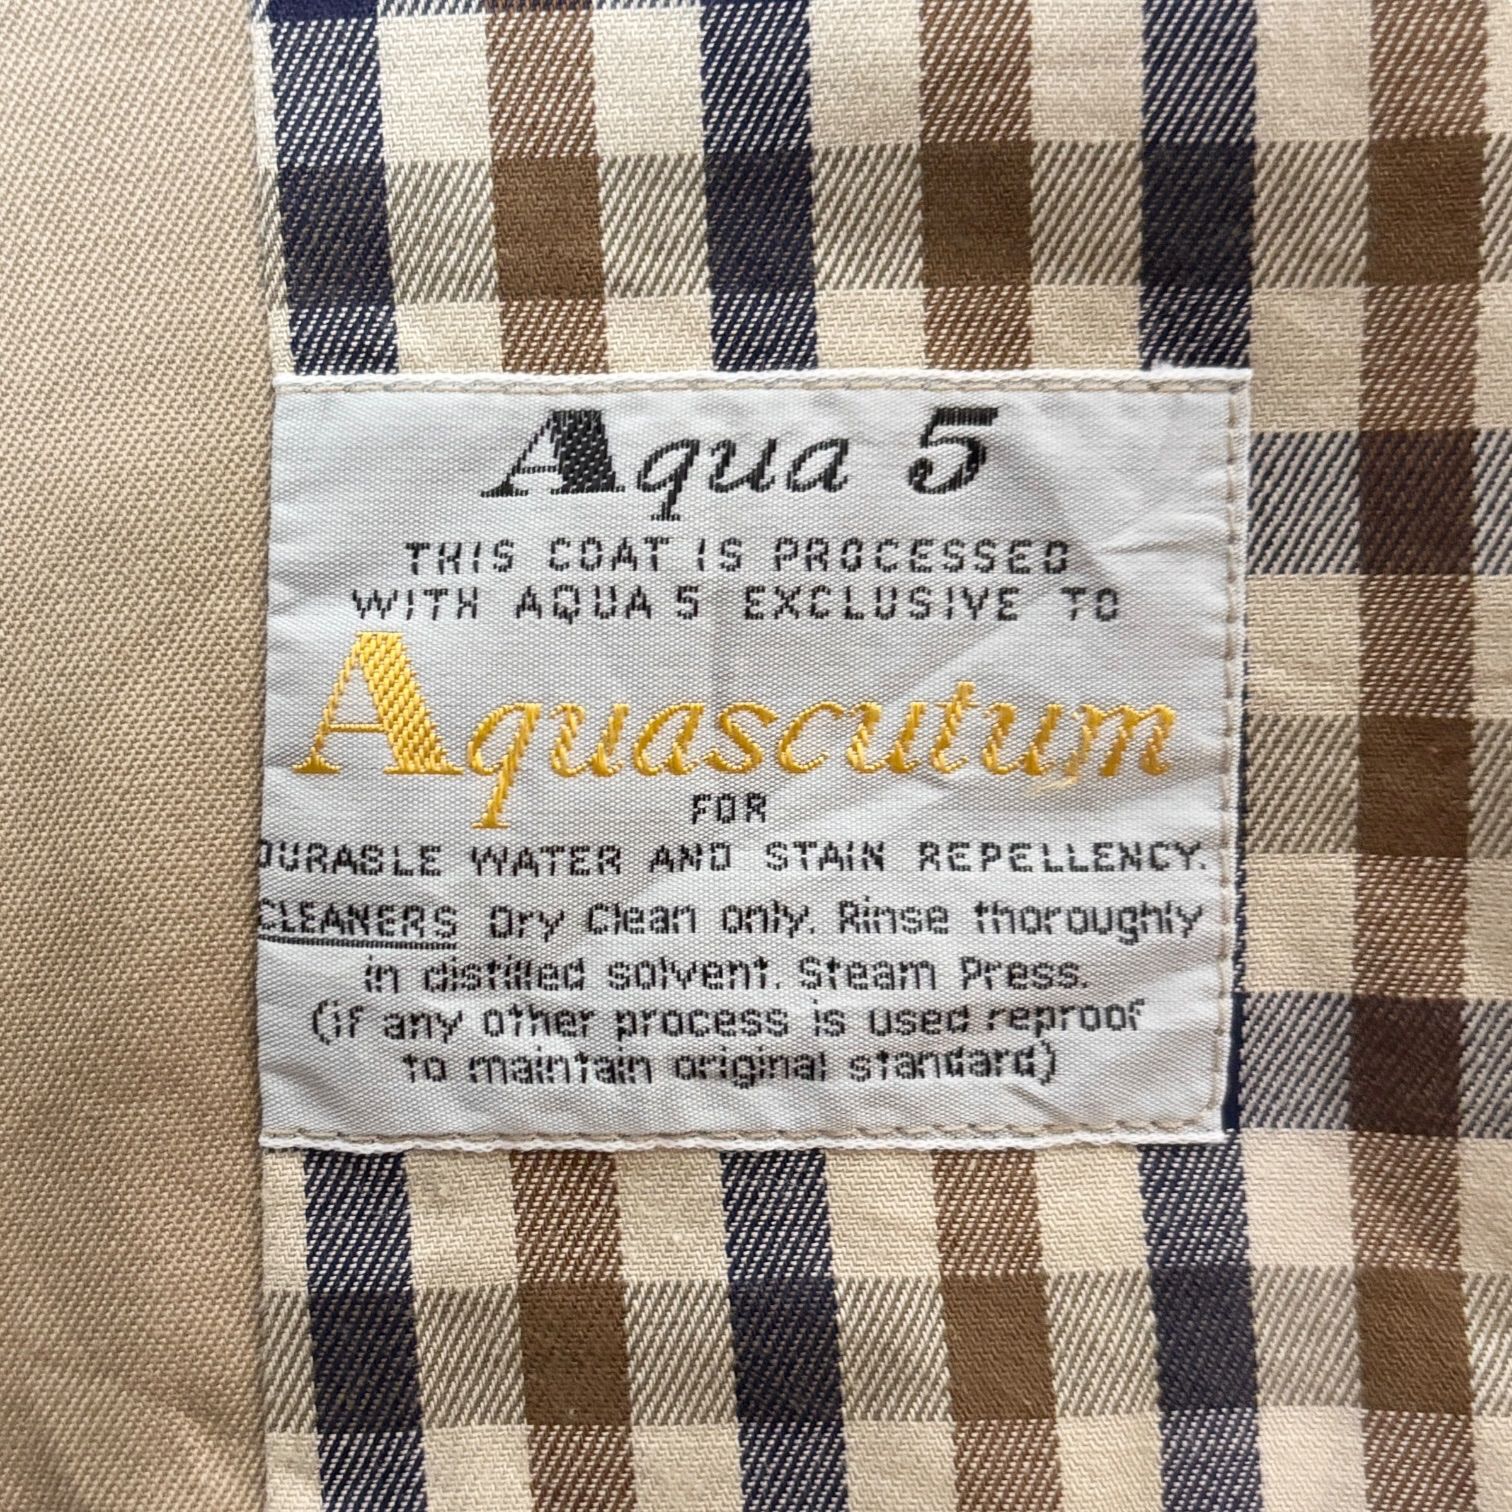 Aqua 5
THIS COAT IS PROCESSED
WITH AQUA 5 EXCLUSIVE TO
Aquascutum
FOR
DURABLE WATER AND STAIN REPELLENCY.
CLEANERS Dry Clean only. Rinse thoroughly
in distilled solvent. Steam Press.
(if any other process is used reproof
to maintain original standard)